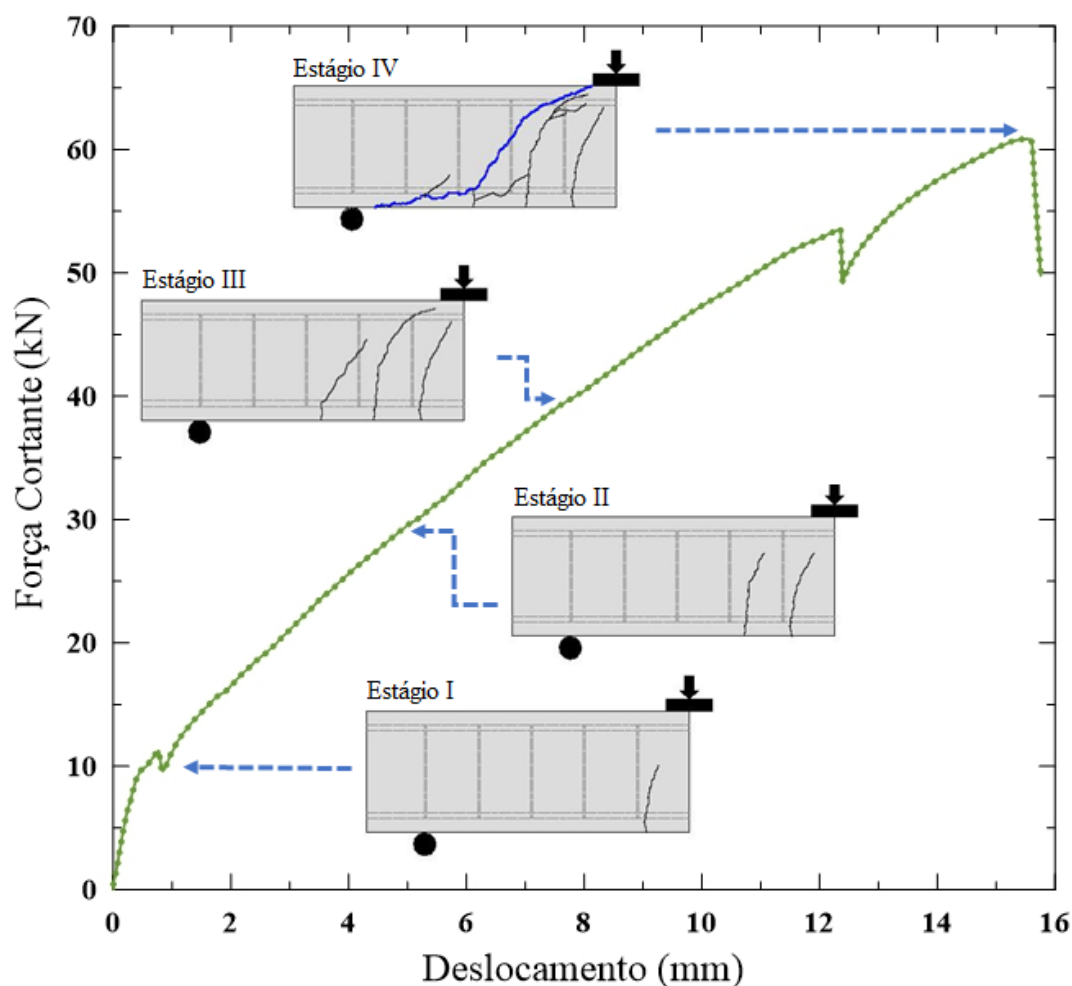 70
60
50
40
30
20
10
0
Força Cortante (kN)
Estágio IV
Estágio III
Estágio II
Estágio I
0 2 4 6 8 10 12 14 16
Deslocamento (mm)